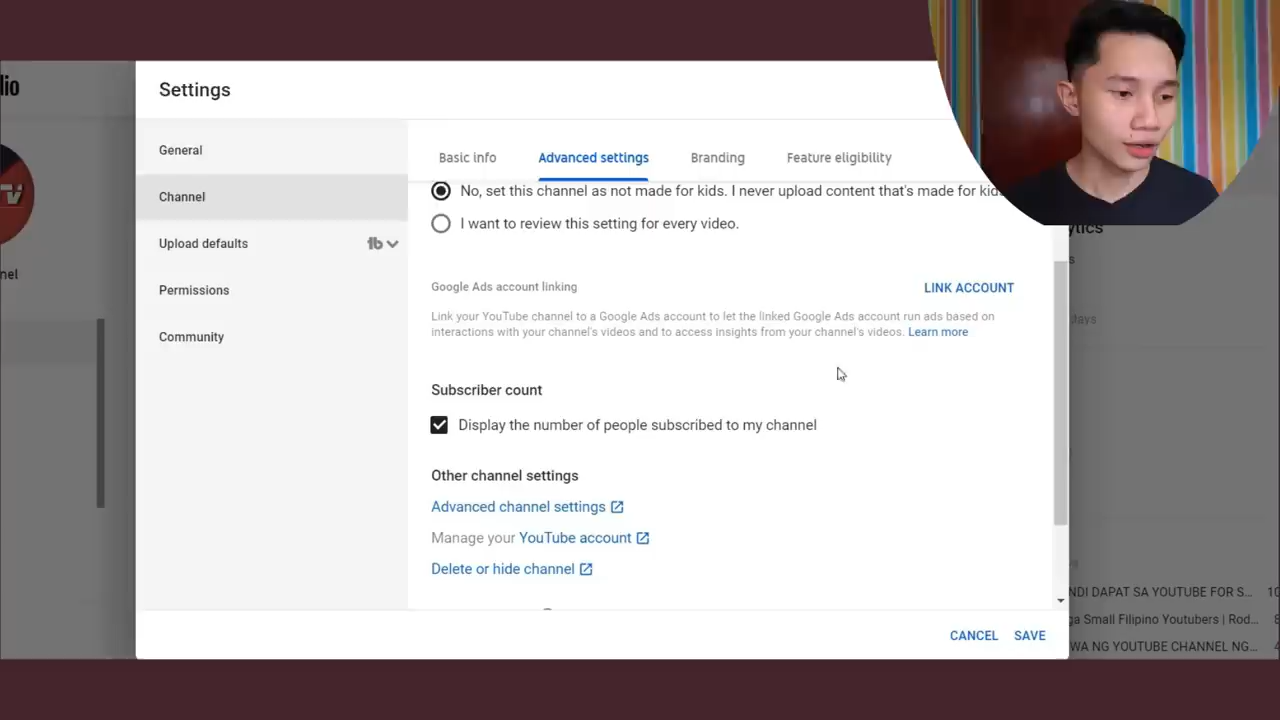 lio
Settings
General
Channel
Upload defaults
Permissions
Community
Basic info
Advanced settings
Branding
Feature eligibility
No, set this channel as not made for kids. I never upload content that's made for
I want to review this setting for every video.
Google Ads account linking
LINK ACCOUNT
Link your YouTube channel to a Google Ads account to let the linked Google Ads account run ads based on
interactions with your channel's videos and to access insights from your channel's videos. Learn more
Subscriber count
Display the number of people subscribed to my channel
Other channel settings
Advanced channel settings
Manage your YouTube account
Delete or hide channel
CANCEL
SAVE
nel
ytics
days
NDI DAPAT SA YOUTUBE FOR S...
ga Small Filipino Youtubers | Rod...
WA NG YOUTUBE CHANNEL NG...